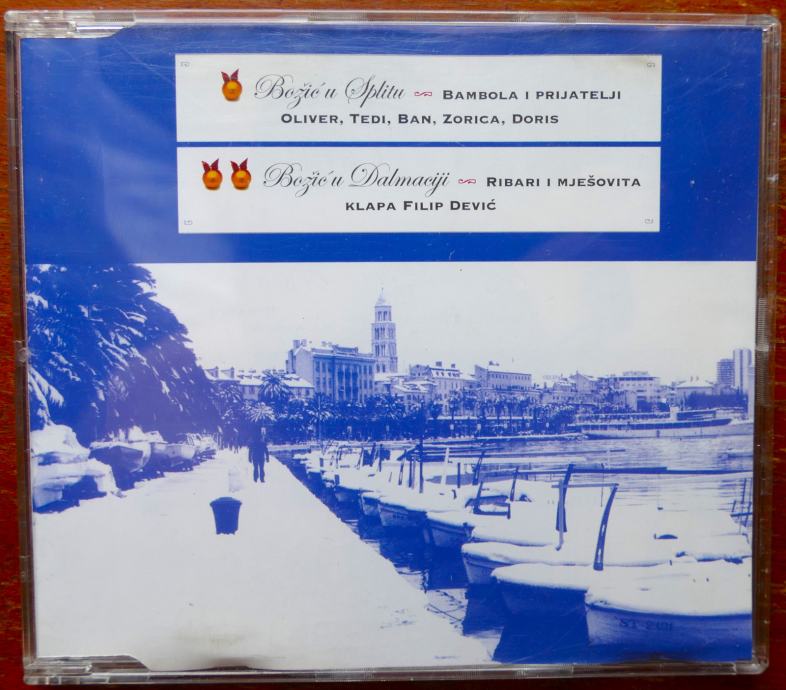 Božić u Splitu ~ BAMBOLA I PRIJATELJI
OLIVER, TEDI, BAN, ZORICA, DORIS
Božić u Dalmaciji ~ RIBARI I MJEŠOVITA
KLAPA FILIP DEVIĆ